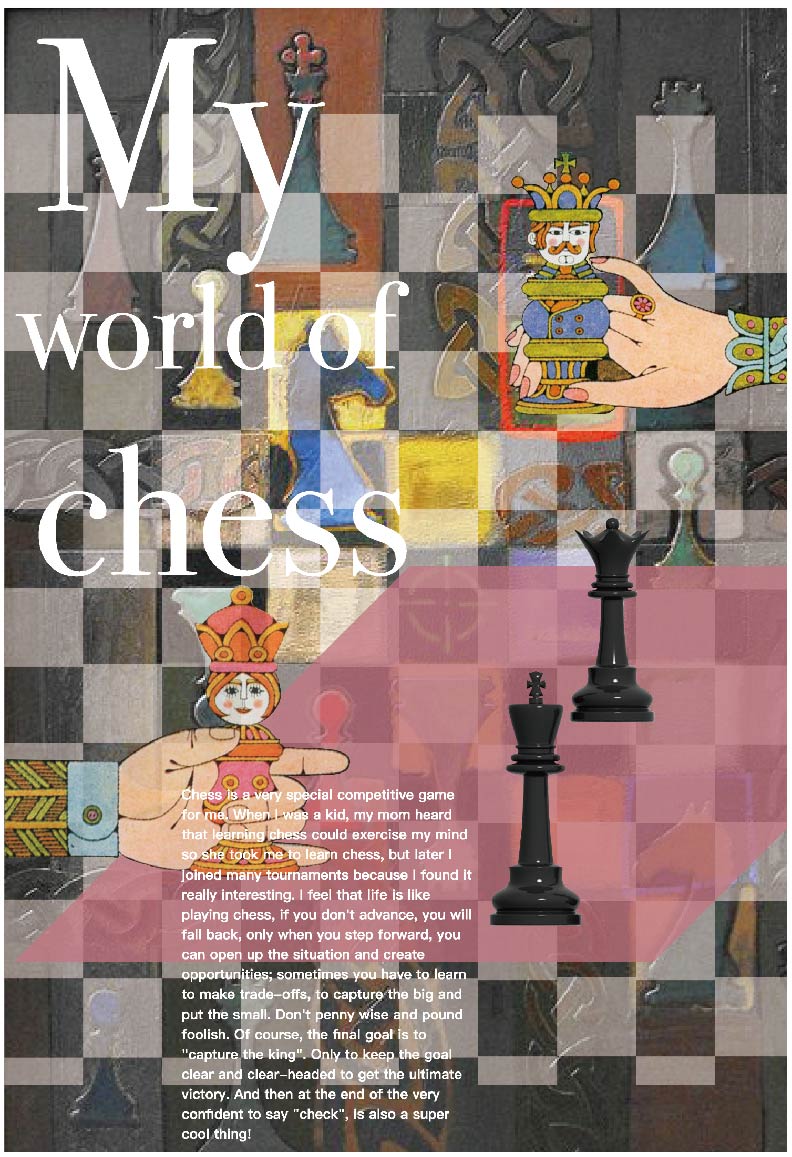 My
world of
chess
Chess is a very special competitive game
for me. When I was a kid, my mom heard
that learning chess could exercise my mind
so she took me to learn chess, but later I
joined many tournaments because I found it
really interesting. I feel that life is like
playing chess, if you don't advance, you will
fall back, only when you step forward, you
can open up the situation and create
opportunities; sometimes you have to learn
to make trade-offs, to capture the big and
put the small. Don't penny wise and pound
foolish. Of course, the final goal is to
"capture the king". Only to keep the goal
clear and clear-headed to get the ultimate
victory. And then at the end of the very
confident to say "check", is also a super
cool thing!